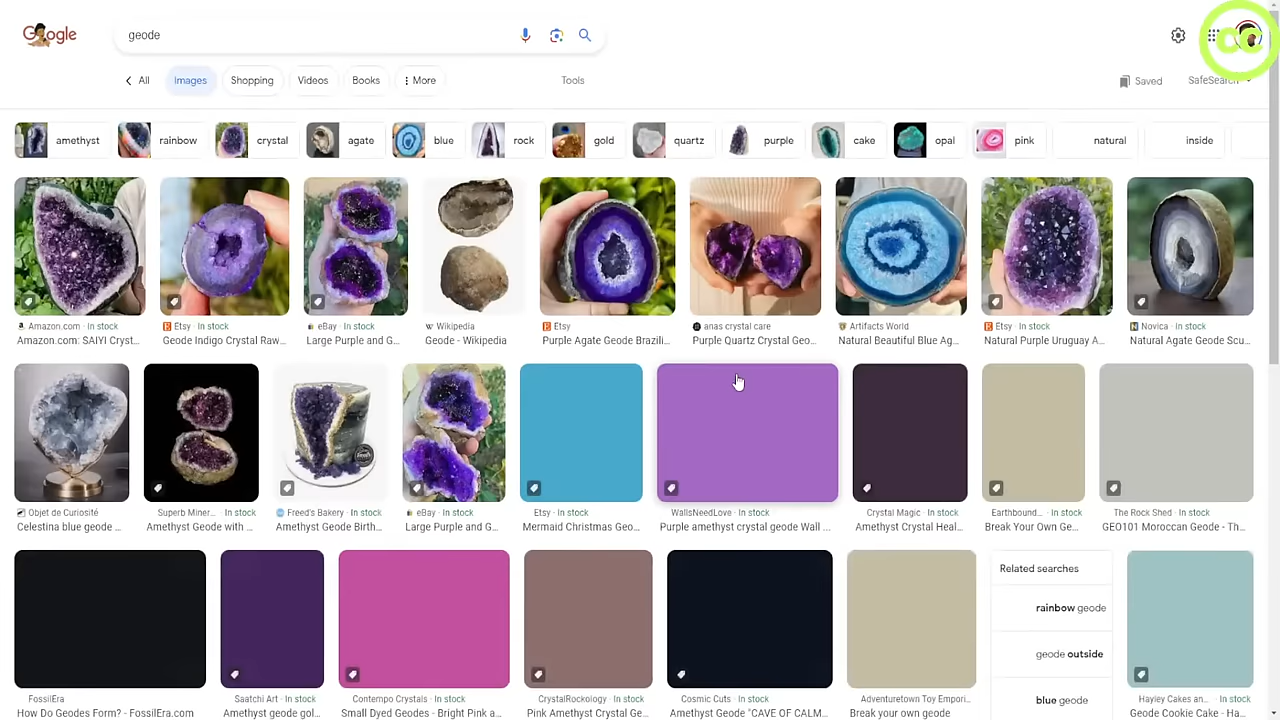 Google
geode
CC
All
Images
Shopping
Videos
Books
More
Tools
Saved
SafeSearch
amethyst
rainbow
crystal
agate
blue
rock
gold
quartz
purple
cake
opal
pink
natural
inside
Amazon.com · In stock
Amazon.com: SAIYI Cryst...
Etsy · In stock
Geode Indigo Crystal Raw...
eBay · In stock
Large Purple and G...
Wikipedia
Geode - Wikipedia
Etsy
Purple Agate Geode Brazili...
anas crystal care
Purple Quartz Crystal Geo...
Artifacts World
Natural Beautiful Blue Ag...
Etsy · In stock
Natural Purple Uruguay A...
Novica · In stock
Natural Agate Geode Scu...
Objet de Curiosité
Celestina blue geode ...
Superb Miner... · In stock
Amethyst Geode with ...
Freed's Bakery · In stock
Amethyst Geode Birth...
eBay · In stock
Large Purple and G...
Etsy · In stock
Mermaid Christmas Geo...
WallsNeedLove · In stock
Purple amethyst crystal geode Wall ...
Crystal Magic · In stock
Amethyst Crystal Heal...
Earthbound... · In stock
Break Your Own Ge...
The Rock Shed · In stock
GEO101 Moroccan Geode - Th...
FossilEra
How Do Geodes Form? - FossilEra.com
Saatchi Art · In stock
Amethyst geode gol...
Contempo Crystals · In stock
Small Dyed Geodes - Bright Pink a...
CrystalRockology · In stock
Pink Amethyst Crystal Ge...
Cosmic Cuts · In stock
Amethyst Geode "CAVE OF CALM...
Adventuretown Toy Empori...
Break your own geode
Related searches
rainbow geode
geode outside
blue geode
Hayley Cakes an... · In stock
Geode Cookie Cake - Ha...